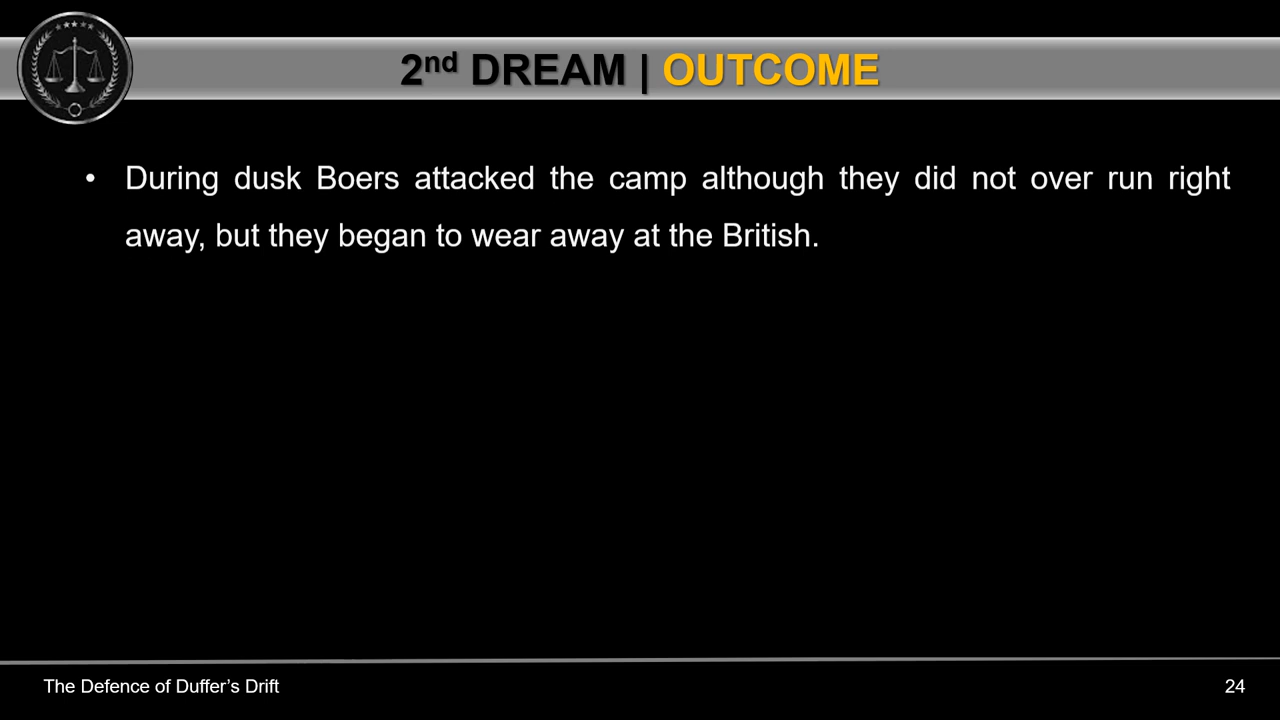 2nd DREAM | OUTCOME
• During dusk Boers attacked the camp although they did not over run right
away, but they began to wear away at the British.
The Defence of Duffer’s Drift
24